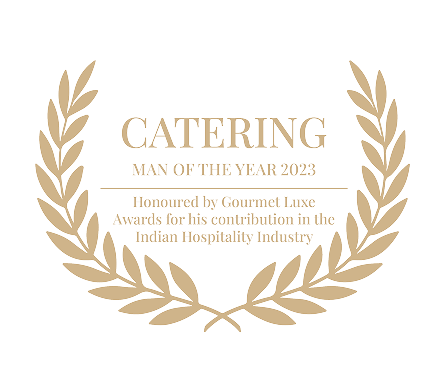 CATERING
MAN OF THE YEAR 2023
Honoured by Gourmet Luxe
Awards for his contribution in the
Indian Hospitality Industry